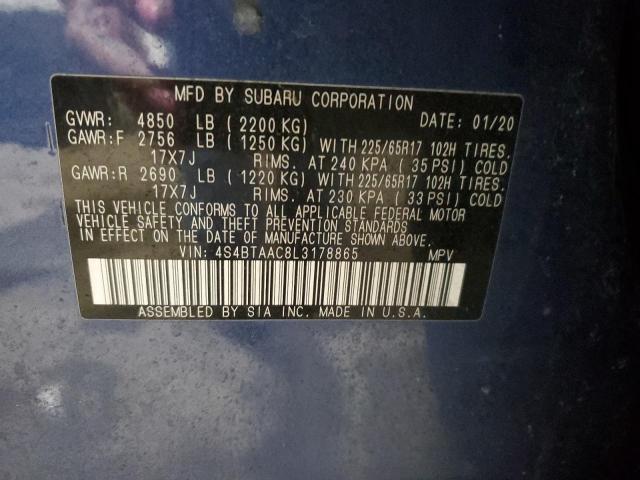 MFD BY SUBARU CORPORATION
GVWR: 4850 LB ( 2200 KG) DATE: 01/20
GAWR:F 2756 LB ( 1250 KG) WITH 225/65R17 102H TIRES.
17X7J RIMS. AT 240 KPA ( 35 PSI) COLD
GAWR:R 2690 LB ( 1220 KG) WITH 225/65R17 102H TIRES.
17X7J RIMS. AT 230 KPA ( 33 PSI) COLD
THIS VEHICLE CONFORMS TO ALL APPLICABLE FEDERAL MOTOR
VEHICLE SAFETY AND THEFT PREVENTION STANDARDS
IN EFFECT ON THE DATE OF MANUFACTURE SHOWN ABOVE.
VIN: 4S4BTAAC8L3178865 MPV
ASSEMBLED BY SIA INC. MADE IN U.S.A.